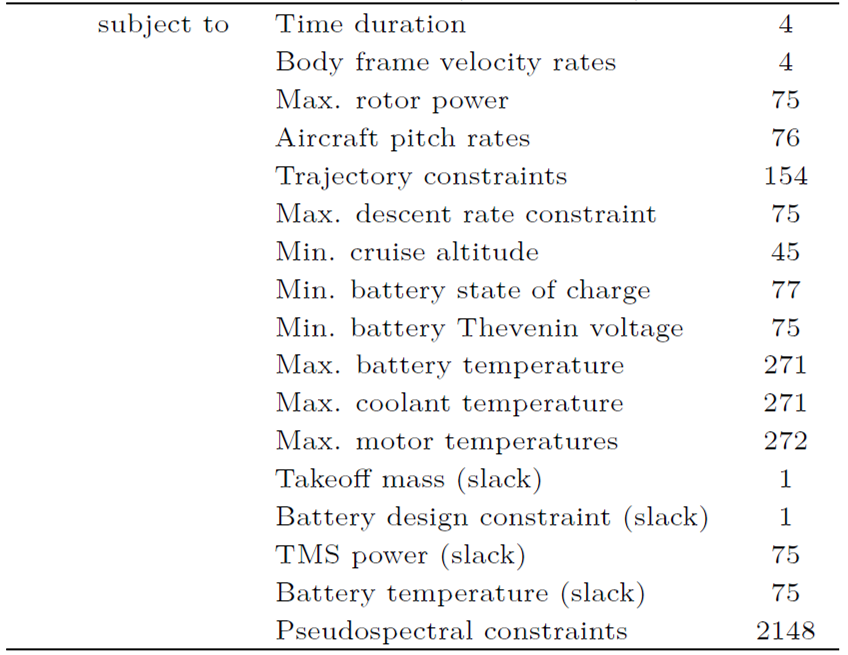 subject to Time duration 4
Body frame velocity rates 4
Max. rotor power 75
Aircraft pitch rates 76
Trajectory constraints 154
Max. descent rate constraint 75
Min. cruise altitude 45
Min. battery state of charge 77
Min. battery Thevenin voltage 75
Max. battery temperature 271
Max. coolant temperature 271
Max. motor temperatures 272
Takeoff mass (slack) 1
Battery design constraint (slack) 1
TMS power (slack) 75
Battery temperature (slack) 75
Pseudospectral constraints 2148